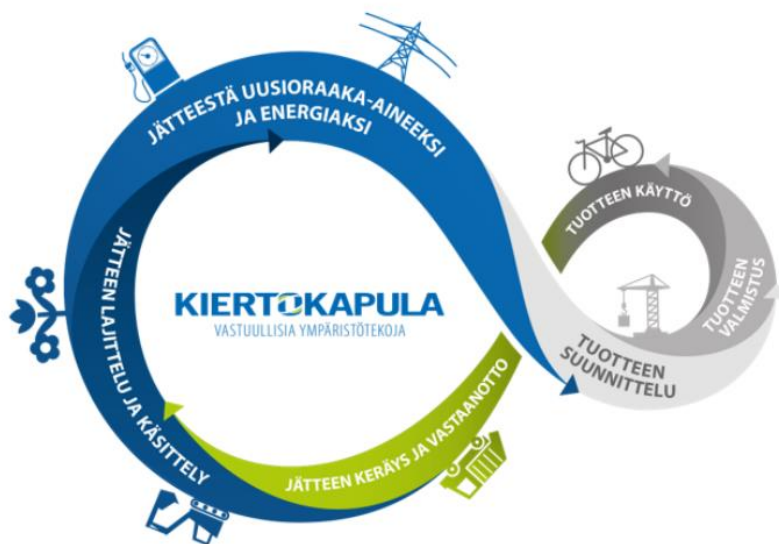 JÄTTEESTÄ UUSIORAAKA-AINEEKSI
JA ENERGIAKSI
TUOTTEEN KÄYTTÖ
TUOTTEEN
VALMISTUS
TUOTTEEN
SUUNNITTELU
JÄTTEEN LAJITTELU JA KÄSITTELY
KIERTOKAPULA
VASTUULLISIA YMPÄRISTÖTEKOJA
JÄTTEEN KERÄYS JA VASTAANOTTO